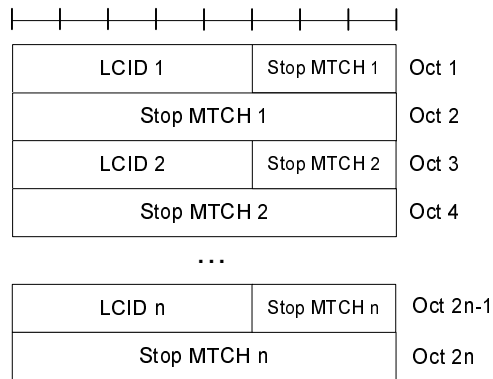 LCID 1 Stop MTCH 1 Oct 1
Stop MTCH 1 Oct 2
LCID 2 Stop MTCH 2 Oct 3
Stop MTCH 2 Oct 4
...
LCID n Stop MTCH n Oct 2n-1
Stop MTCH n Oct 2n